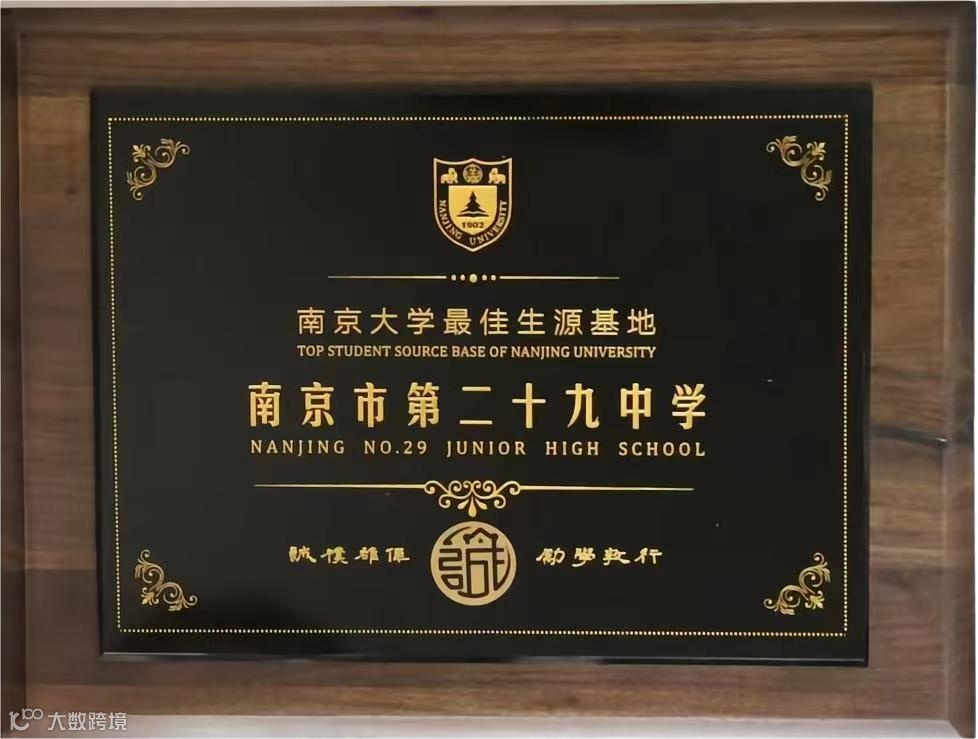 1902
NANJING UNIVERSITY
南京大学最佳生源基地
TOP STUDENT SOURCE BASE OF NANJING UNIVERSITY
南京市第二十九中学
NANJING NO.29 JUNIOR HIGH SCHOOL
誠樸雄偉 誠 勵學敦行
大数跨境